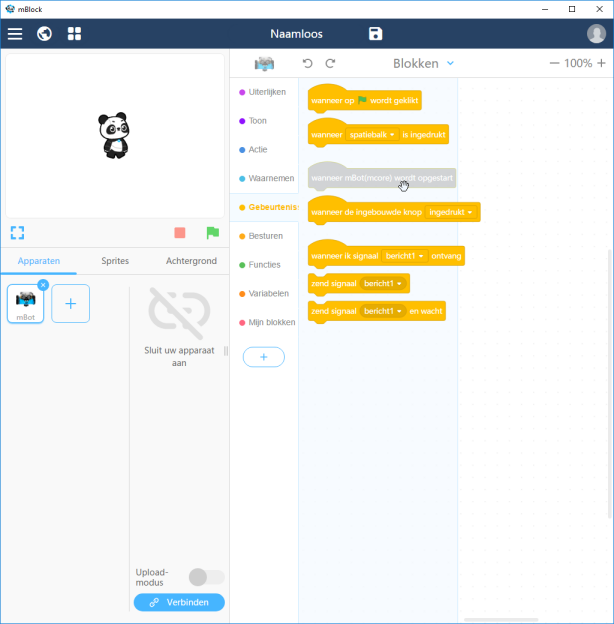 mBlock
Naamloos
Blokken
100%
Uiterlijken
Toon
Actie
Waarnemen
Gebeurteniss
Besturen
Functies
Variabelen
Mijn blokken
+
wanneer op wordt geklikt
wanneer spatiebalk is ingedrukt
wanneer mBot(mcore) wordt opgestart
wanneer de ingebouwde knop ingedrukt
wanneer ik signaal bericht1 ontvang
zend signaal bericht1
zend signaal bericht1 en wacht
Apparaten
Sprites
Achtergrond
mBot
+
Sluit uw apparaat
aan
Upload-
modus
Verbinden